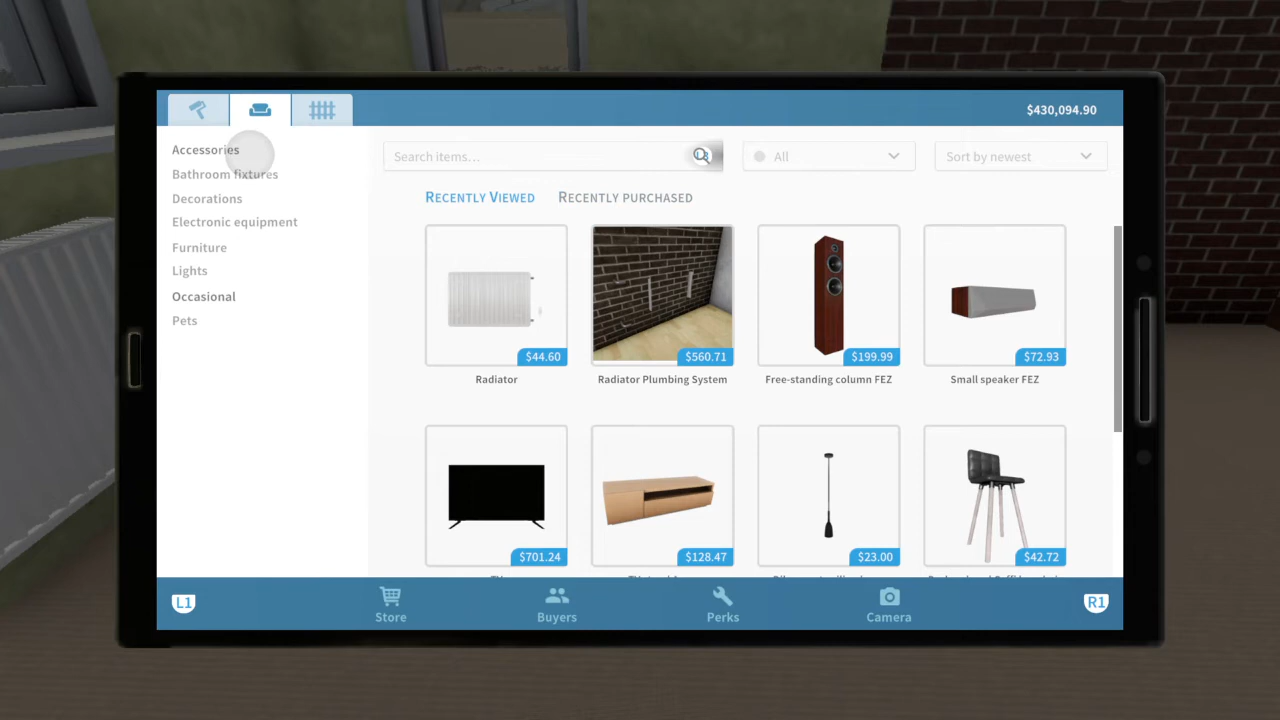 $430,094.90
Accessories
Bathroom fixtures
Decorations
Electronic equipment
Furniture
Lights
Occasional
Pets
Search items...
All
Sort by newest
RECENTLY VIEWED
RECENTLY PURCHASED
$44.60
$560.71
$199.99
$72.93
Radiator
Radiator Plumbing System
Free-standing column FEZ
Small speaker FEZ
$701.24
$128.47
$23.00
$42.72
L1
Store
Buyers
Perks
Camera
R1